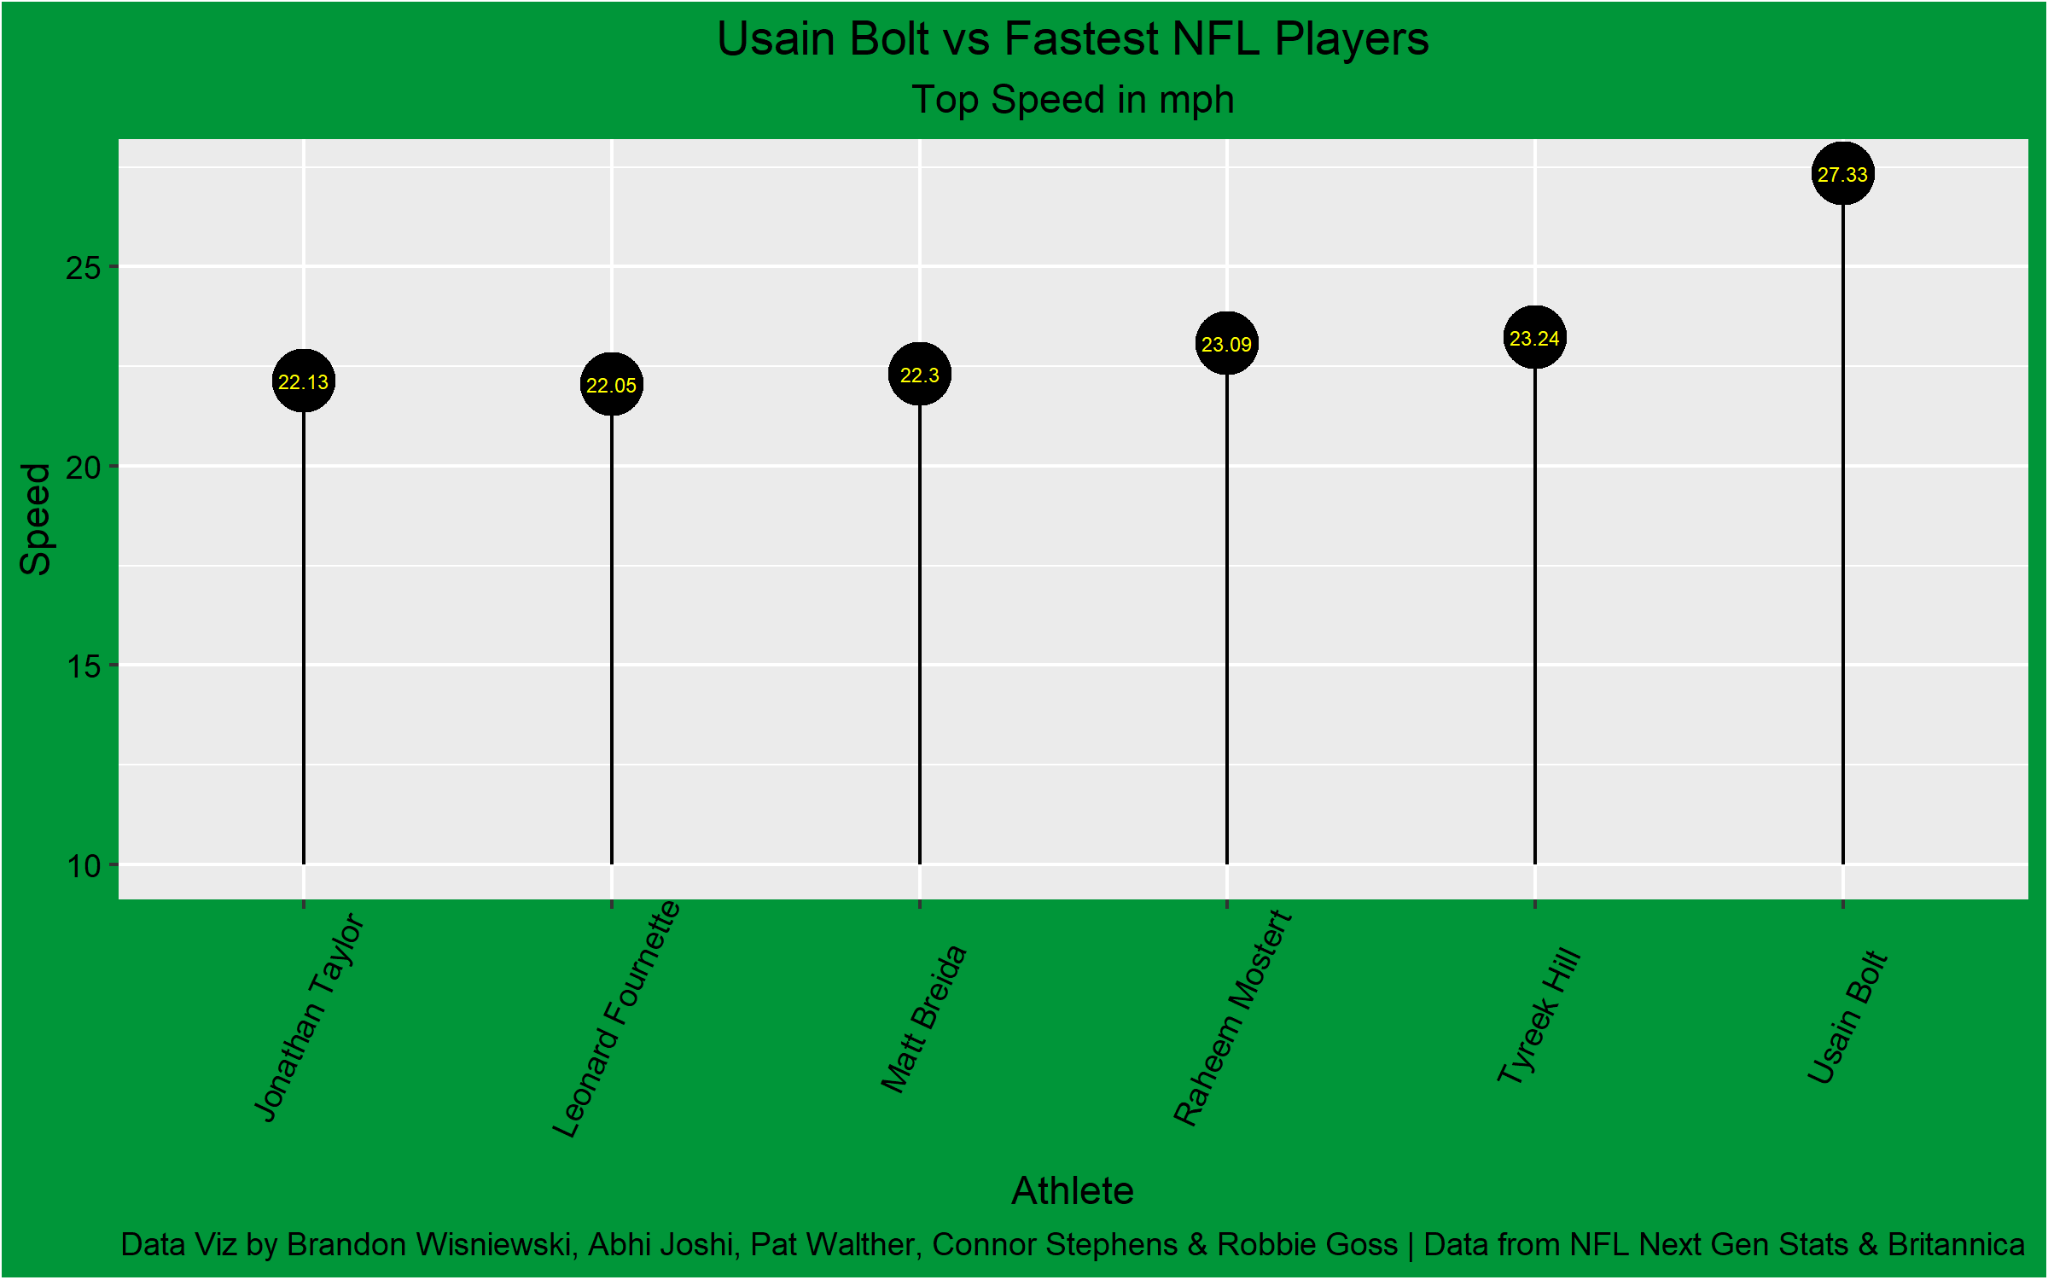 Usain Bolt vs Fastest NFL Players
Top Speed in mph
Speed
25
20
15
10
22.13
22.05
22.3
23.09
23.24
27.33
Jonathan Taylor
Leonard Fournette
Matt Breida
Raheem Mostert
Tyreek Hill
Usain Bolt
Athlete
Data Viz by Brandon Wisniewski, Abhi Joshi, Pat Walther, Connor Stephens & Robbie Goss | Data from NFL Next Gen Stats & Britannica